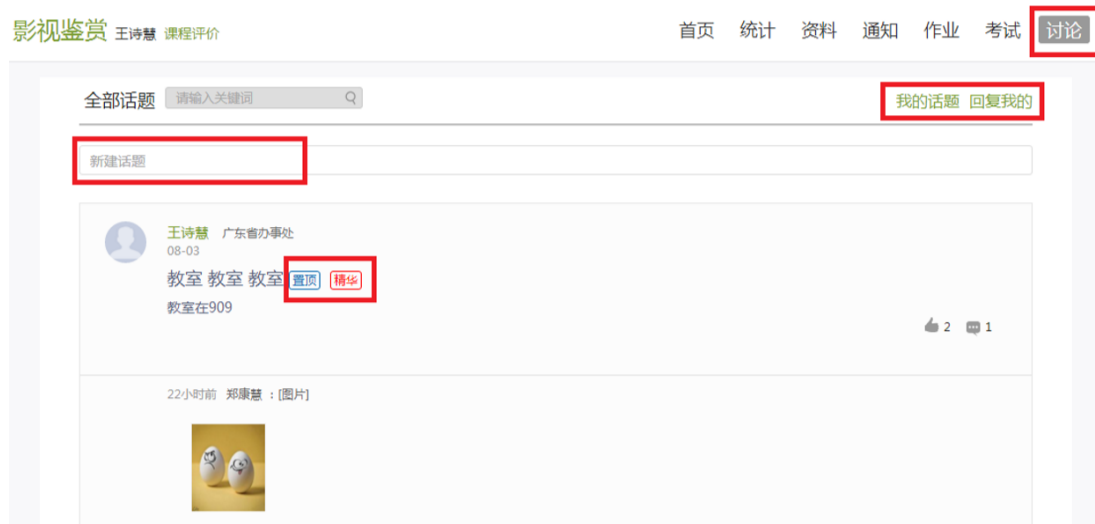 影视鉴赏 王诗慧 课程评价 首页 统计 资料 通知 作业 考试 讨论
全部话题 请输入关键词 我的话题 回复我的
新建话题
王诗慧 广东省办事处
08-03
教室 教室 教室 置顶 精华
教室在909
2 1
22小时前 郑康慧 : [图片]